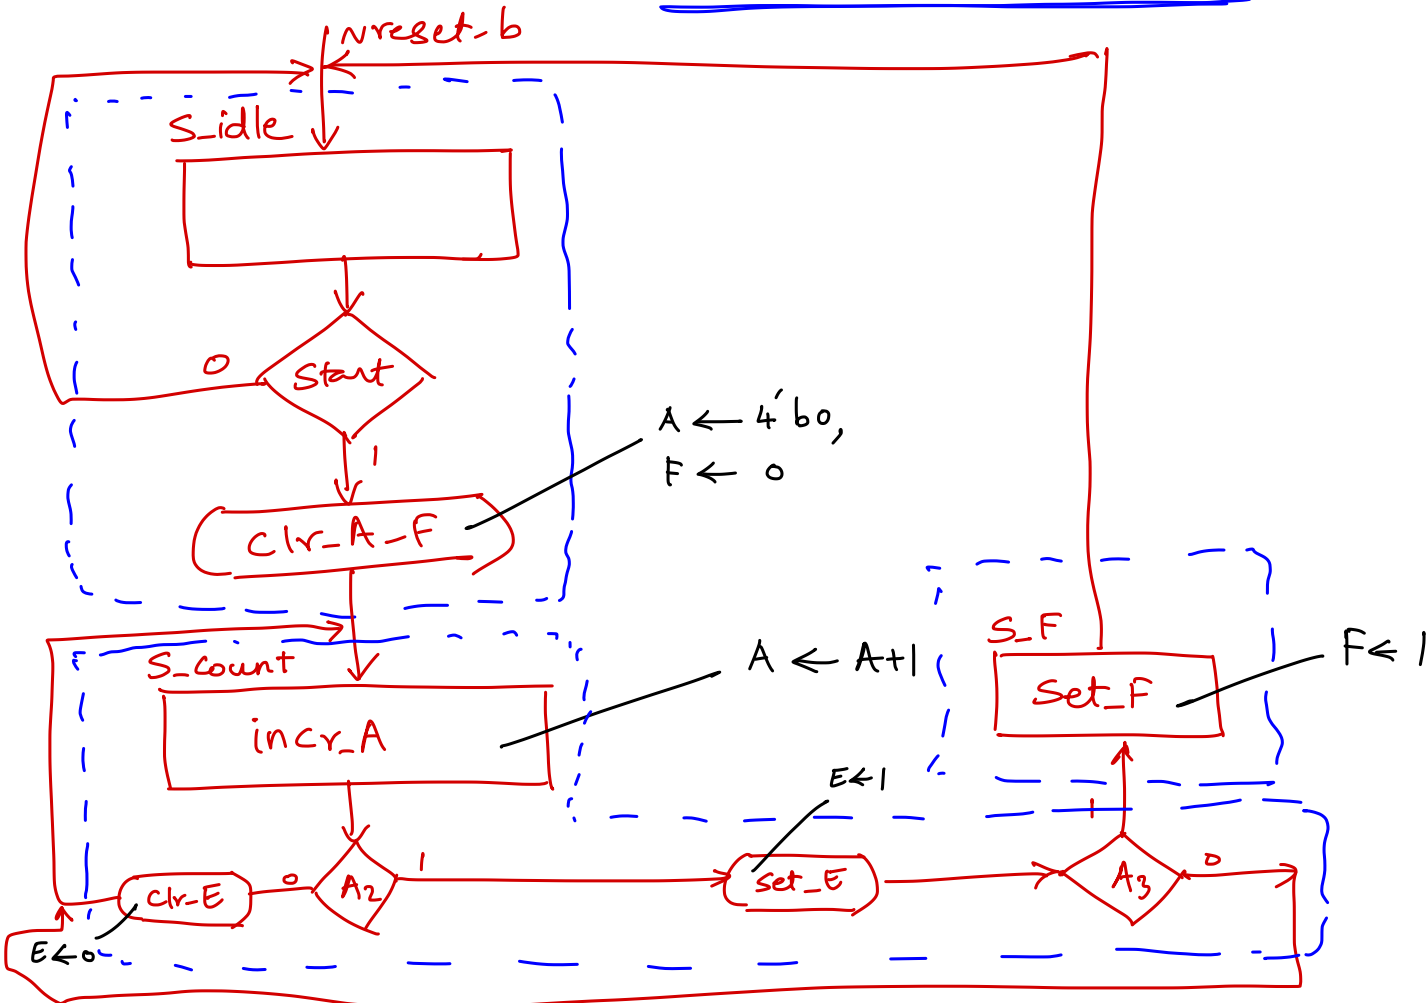 nreset_b
S_idle
Start
0
1
A ← 4'b0,
F ← 0
clr_A_F
S_F
F ← 1
S_count
A ← A+1
Set_F
incr_A
E ← 1
1
1
0
A3
0
A2
set_E
clr_E
E ← 0